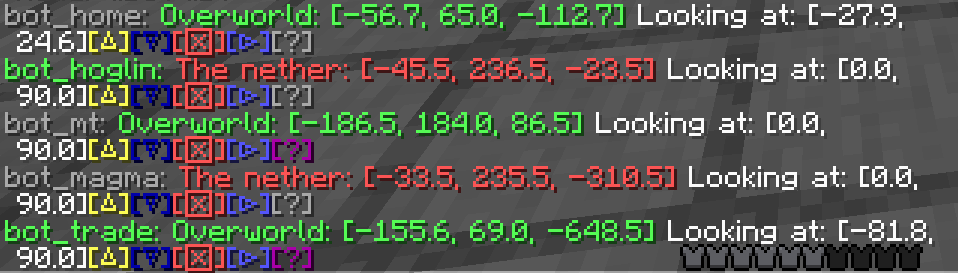 bot_home: Overworld: [-56.7, 65.0, -112.7] Looking at: [-27.9,
24.6][△][▽][☒][▷][?]
bot_hoglin: The nether: [-45.5, 236.5, -23.5] Looking at: [0.0,
90.0][△][▽][☒][▷][?]
bot_mt: Overworld: [-186.5, 184.0, 86.5] Looking at: [0.0,
90.0][△][▽][☒][▷][?]
bot_magma: The nether: [-33.5, 235.5, -310.5] Looking at: [0.0,
90.0][△][▽][☒][▷][?]
bot_trade: Overworld: [-155.6, 69.0, -648.5] Looking at: [-81.8,
90.0][△][▽][☒][▷][?]